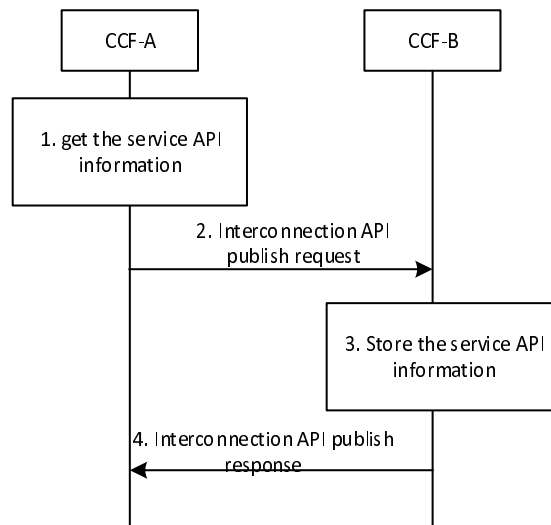 CCF-A
CCF-B
1. get the service API
information
2. Interconnection API
publish request
3. Store the service API
information
4. Interconnection API publish
response